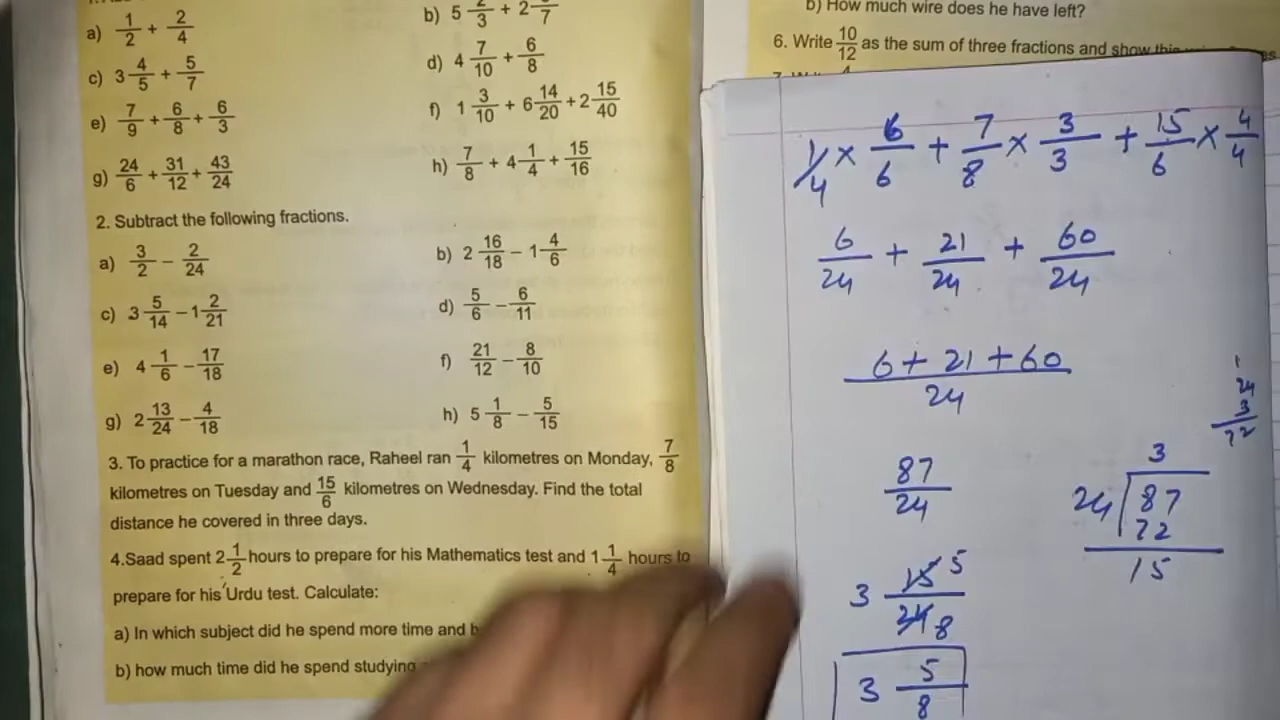 a) 1/2 + 2/4
b) 5 2/3 + 2 /7
c) 3 4/5 + 5/7
d) 4 7/10 + 6/8
e) 7/9 + 6/8 + 6/3
f) 1 3/10 + 6 14/20 + 2 15/40
g) 24/6 + 31/12 + 43/24
h) 7/8 + 4 1/4 + 15/16
2. Subtract the following fractions.
a) 3/2 − 2/24
b) 2 16/18 − 1 4/6
c) 3 5/14 − 1 2/21
d) 5/6 − 6/11
e) 4 1/6 − 17/18
f) 21/12 − 8/10
g) 2 13/24 − 4/18
h) 5 1/8 − 5/15
3. To practice for a marathon race, Raheel ran 1/4 kilometres on Monday, 7/8
kilometres on Tuesday and 15/6 kilometres on Wednesday. Find the total
distance he covered in three days.
4.Saad spent 2 1/2 hours to prepare for his Mathematics test and 1 1/4 hours to
prepare for his Urdu test. Calculate:
a) In which subject did he spend more time and
b) how much time did he spend studying
b) How much wire does he have left?
6. Write 10/12 as the sum of three fractions and show
1/4 × 6/6 + 7/8 × 3/3 + 15/6 × 4/4
6/24 + 21/24 + 60/24
6 + 21 + 60
24
87
24
3 15/24 5 8
3 5/8
1
24
3
72
3
24 87
72
15